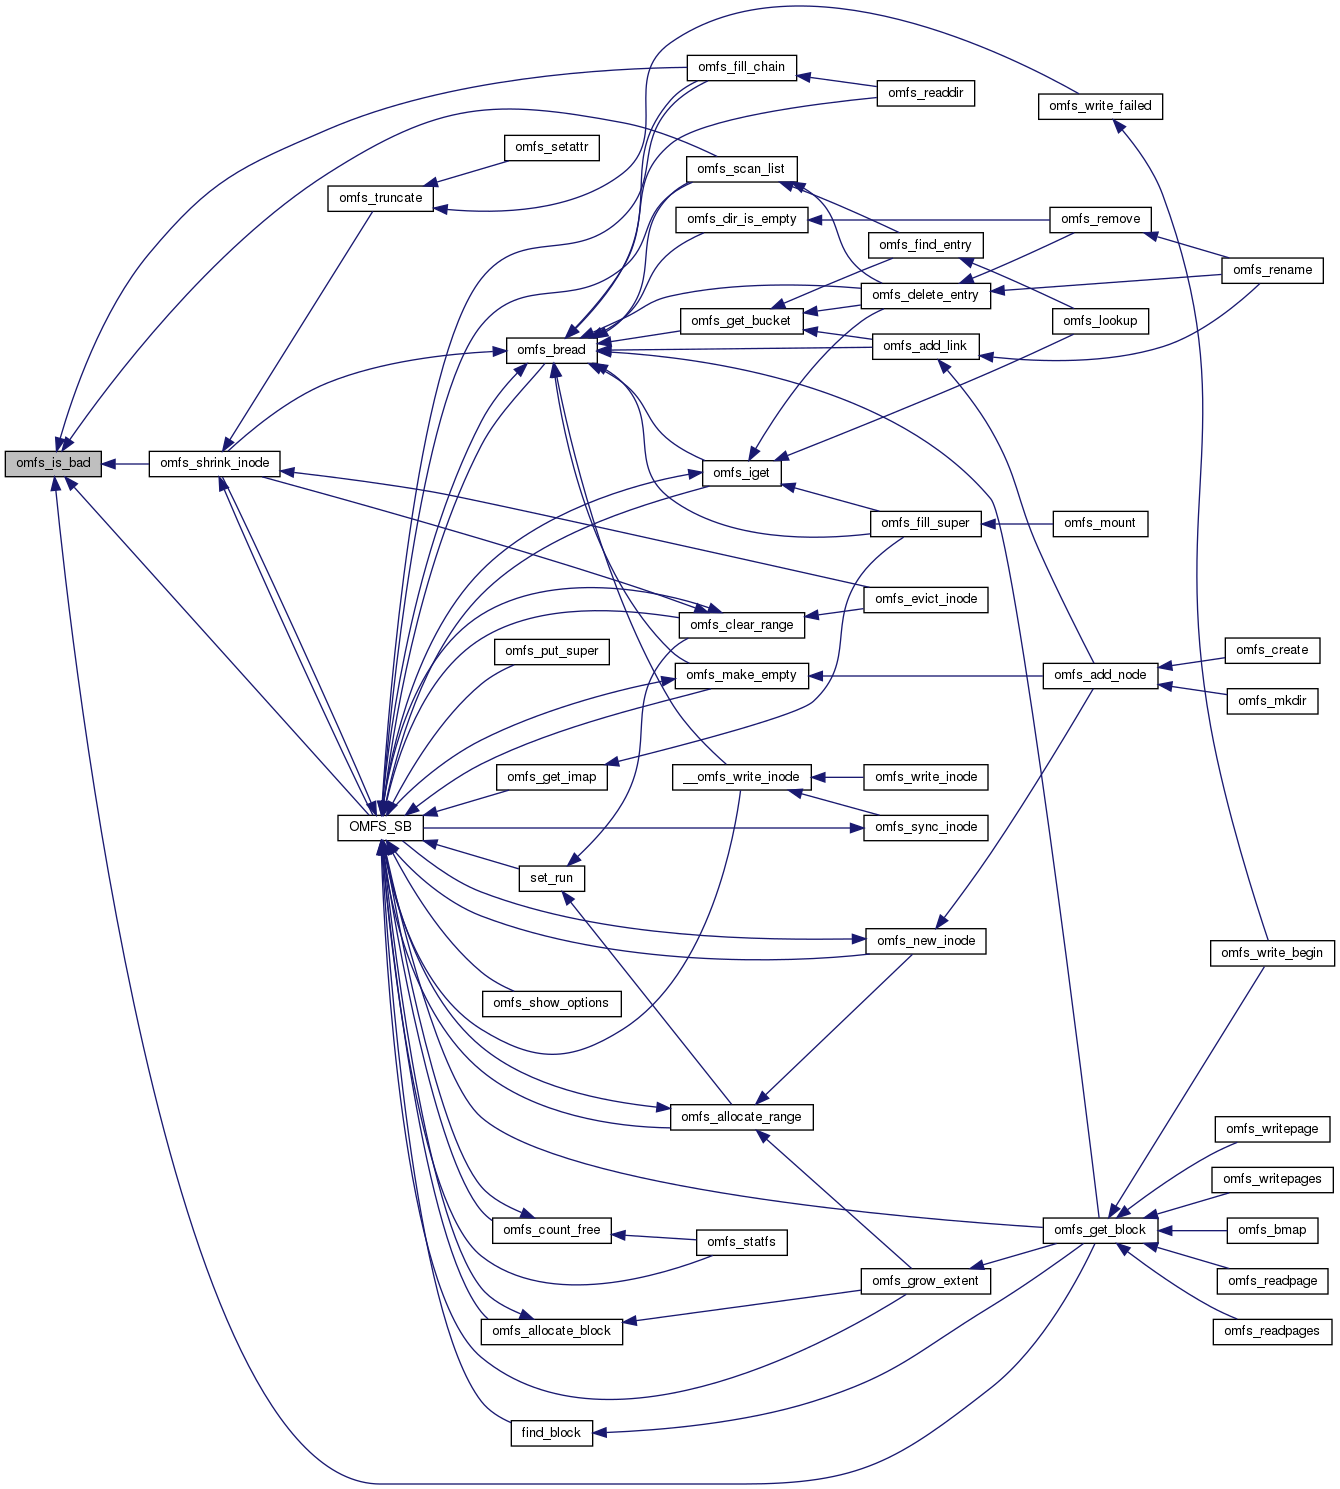 omfs_fill_chain
omfs_readdir
omfs_write_failed
omfs_setattr
omfs_scan_list
omfs_truncate
omfs_dir_is_empty
omfs_remove
omfs_find_entry
omfs_rename
omfs_delete_entry
omfs_get_bucket
omfs_lookup
omfs_bread
omfs_add_link
omfs_is_bad
omfs_shrink_inode
omfs_iget
omfs_fill_super
omfs_mount
omfs_evict_inode
omfs_clear_range
omfs_put_super
omfs_create
omfs_make_empty
omfs_add_node
omfs_mkdir
omfs_get_imap
__omfs_write_inode
omfs_write_inode
OMFS_SB
omfs_sync_inode
set_run
omfs_new_inode
omfs_write_begin
omfs_show_options
omfs_allocate_range
omfs_writepage
omfs_writepages
omfs_count_free
omfs_statfs
omfs_get_block
omfs_bmap
omfs_grow_extent
omfs_readpage
omfs_allocate_block
omfs_readpages
find_block